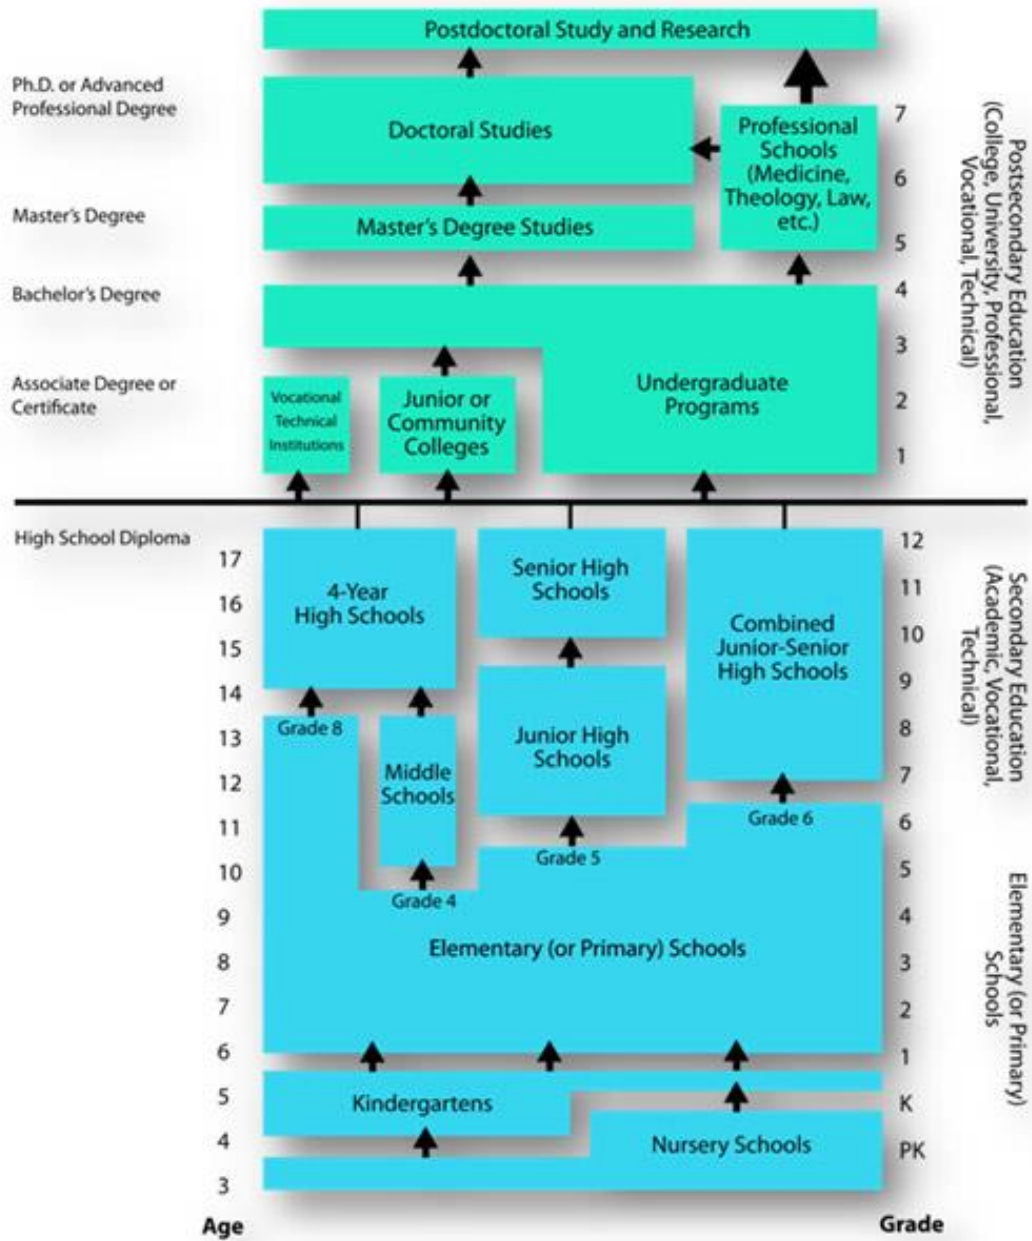 Postdoctoral Study and Research
Ph.D. or Advanced
Professional Degree
Doctoral Studies
Professional
Schools
(Medicine,
Theology, Law,
etc.)
7
6
5
Master's Degree
Master's Degree Studies
Bachelor's Degree
4
3
2
1
Associate Degree or
Certificate
Vocational
Technical
Institutions
Junior or
Community
Colleges
Undergraduate
Programs
Postsecondary Education
(College, University, Professional,
Vocational, Technical)
High School Diploma
17
16
15
14
13
12
11
10
9
8
7
6
5
4
3
Age
4-Year
High Schools
Senior High
Schools
Combined
Junior-Senior
High Schools
Grade 8
Middle
Schools
Junior High
Schools
Grade 6
Grade 5
Grade 4
Elementary (or Primary) Schools
Kindergartens
Nursery Schools
12
11
10
9
8
7
6
5
4
3
2
1
K
PK
Grade
Secondary Education
(Academic, Vocational,
Technical)
Elementary (or Primary)
Schools